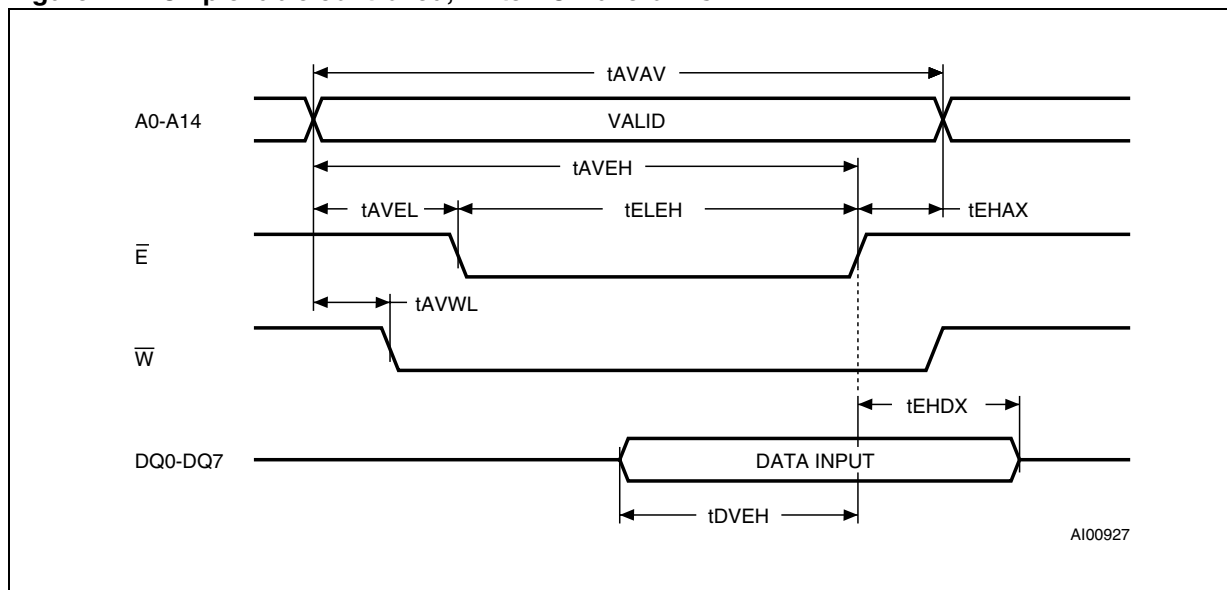 tAVAV
A0-A14
VALID
tAVEH
tAVEL
tELEH
tEHAX
E
tAVWL
W
tEHDX
DQ0-DQ7
DATA INPUT
tDVEH
AI00927